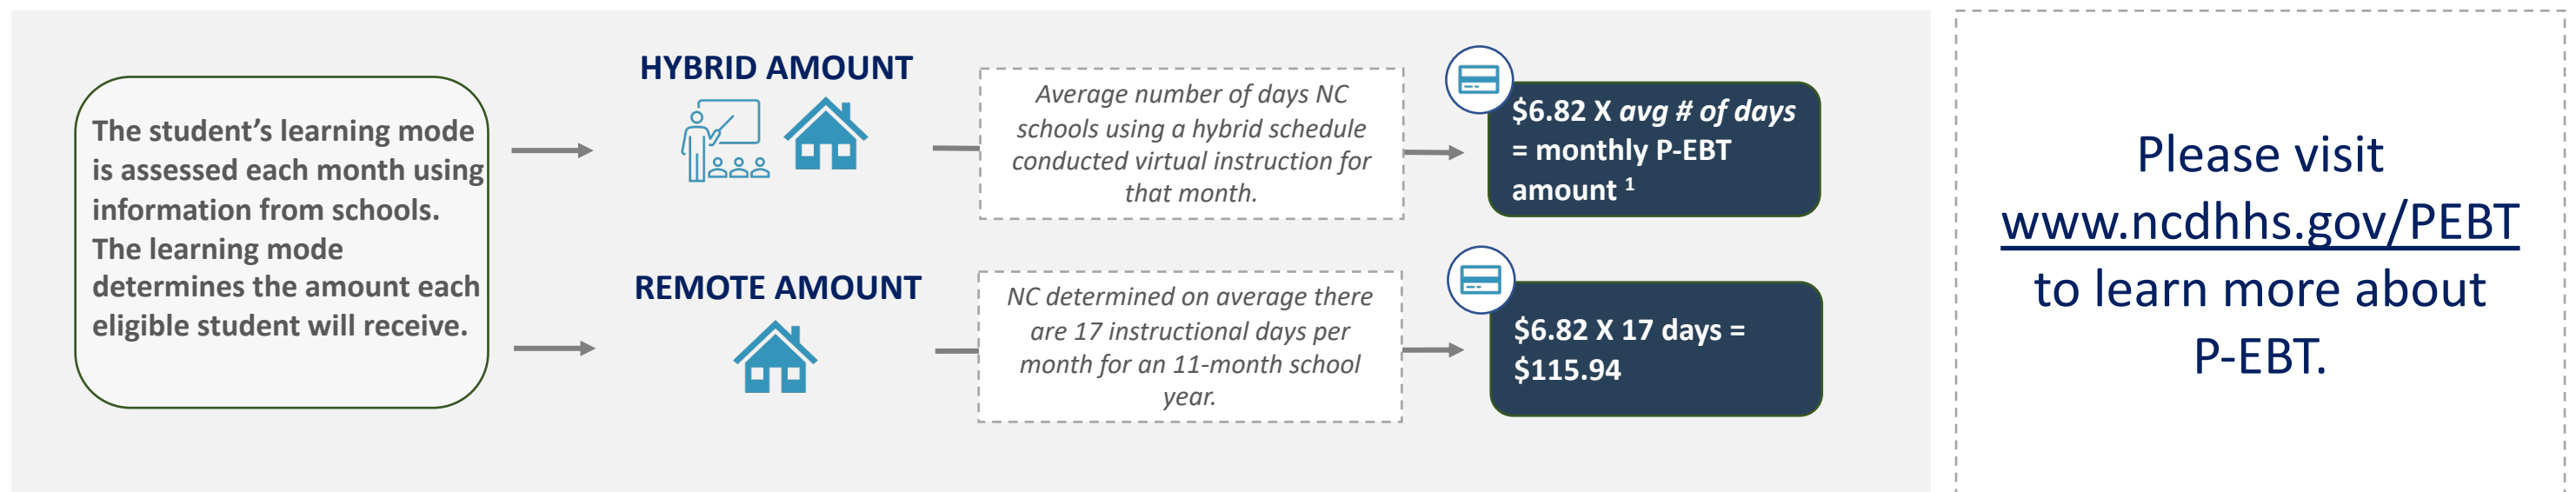 The student’s learning mode
is assessed each month using
information from schools.
The learning mode
determines the amount each
eligible student will receive.
HYBRID AMOUNT
Average number of days NC
schools using a hybrid schedule
conducted virtual instruction for
that month.
$6.82 X avg # of days
= monthly P-EBT
amount ¹
REMOTE AMOUNT
NC determined on average there
are 17 instructional days per
month for an 11-month school
year.
$6.82 X 17 days =
$115.94
Please visit
www.ncdhhs.gov/PEBT
to learn more about
P-EBT.